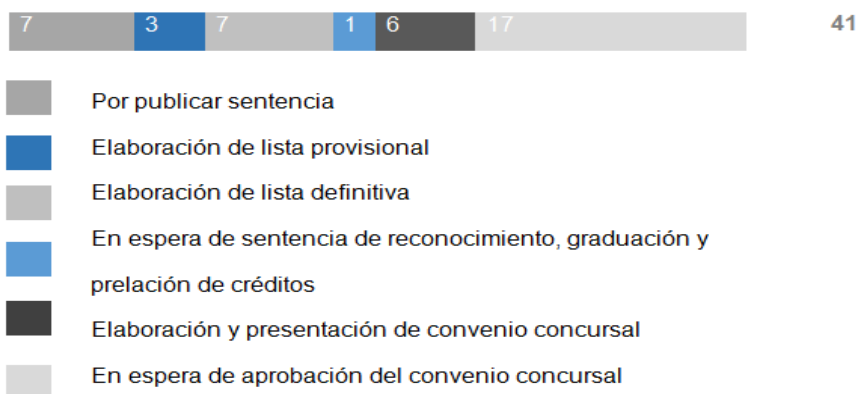 7 3 7 1 6 17 41
Por publicar sentencia
Elaboración de lista provisional
Elaboración de lista definitiva
En espera de sentencia de reconocimiento, graduación y
prelación de créditos
Elaboración y presentación de convenio concursal
En espera de aprobación del convenio concursal